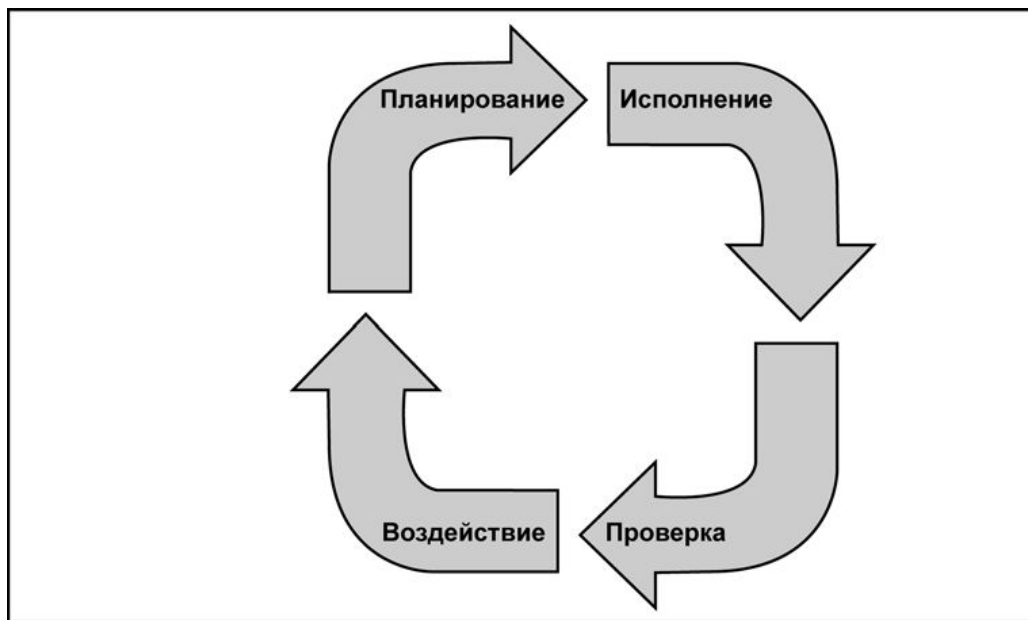 Планирование
Исполнение
Проверка
Воздействие